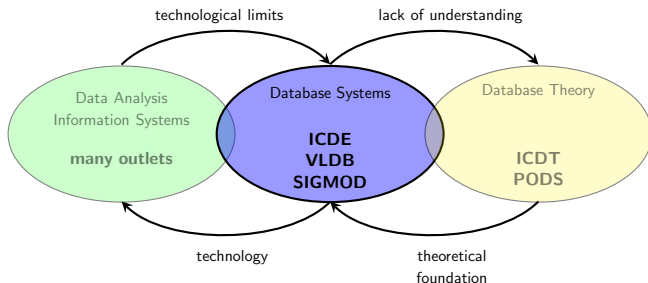 technological limits
lack of understanding
Data Analysis
Information Systems
many outlets
Database Systems
ICDE
VLDB
SIGMOD
Database Theory
ICDT
PODS
technology
theoretical
foundation